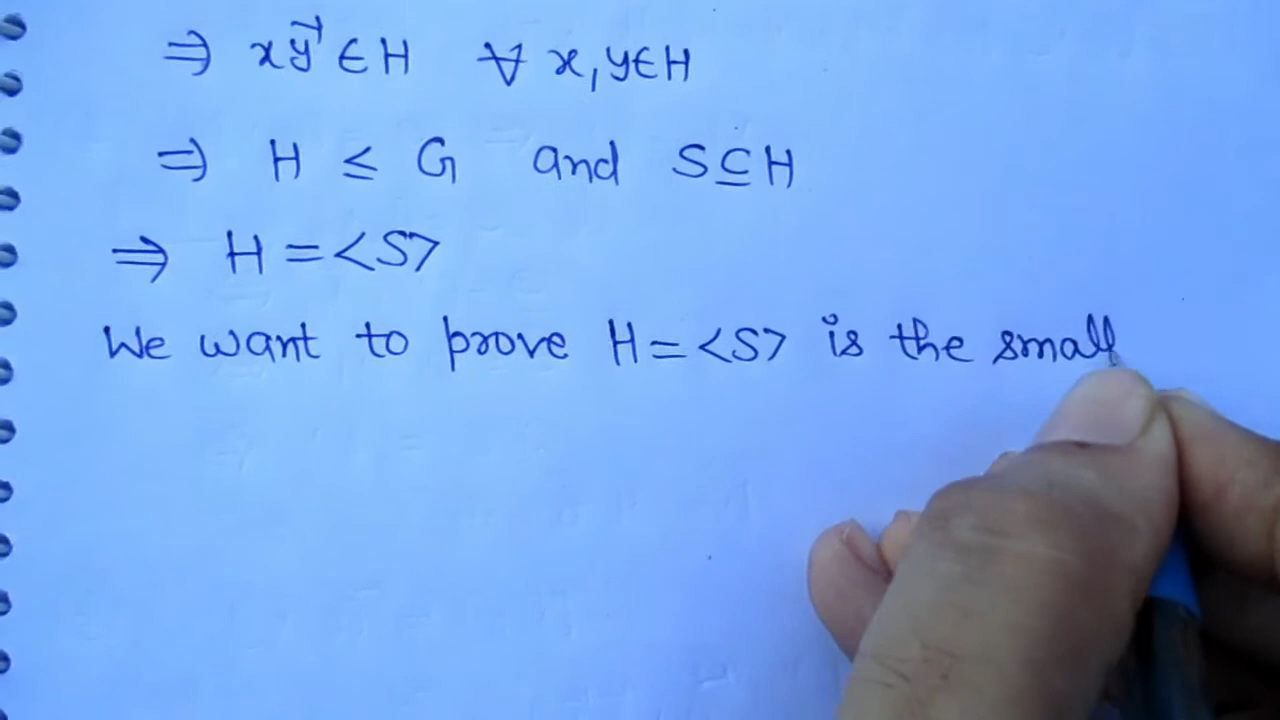 ⇒ xy⁻¹ ∈ H ∀ x, y ∈ H
⇒ H ≤ G and S ⊆ H
⇒ H = <S>
We want to prove H = <S> is the small